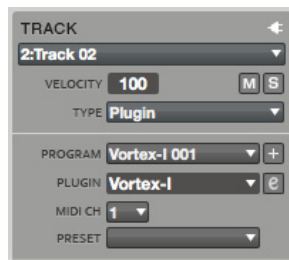 TRACK
2:Track 02
VELOCITY 100 M S
TYPE Plugin
PROGRAM Vortex-I 001 +
PLUGIN Vortex-I e
MIDI CH 1
PRESET